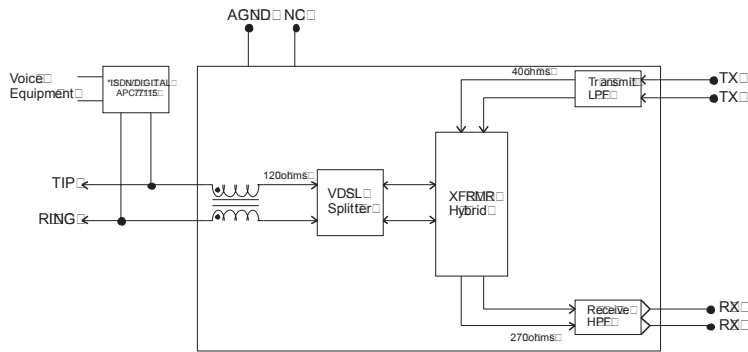 AGND NC
Voice
Equipment
*ISDN/DIGITAL
APC77115
40ohms
Transmit
LPF
TX
TX
TIP
120ohms
VDSL
Splitter
XFRMR
Hybrid
RING
Receive
HPF
270ohms
RX
RX